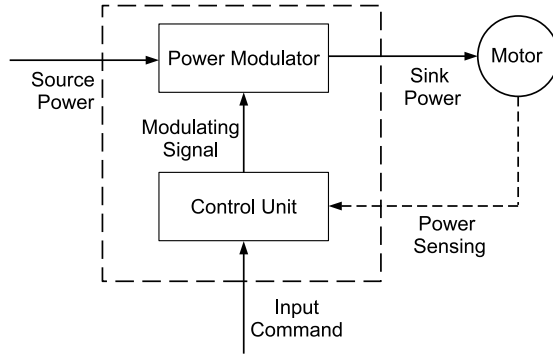 Power Modulator
Motor
Source
Power
Sink
Power
Modulating
Signal
Control Unit
Power
Sensing
Input
Command